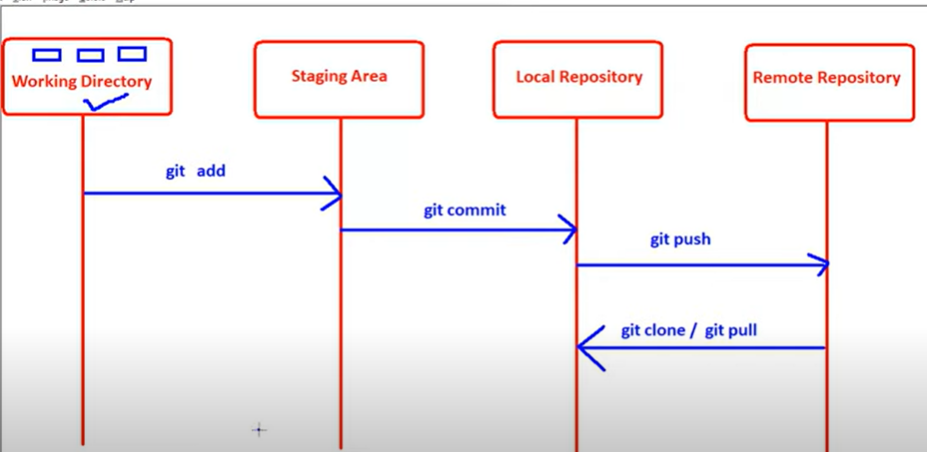 Working Directory
Staging Area
Local Repository
Remote Repository
git add
git commit
git push
git clone / git pull